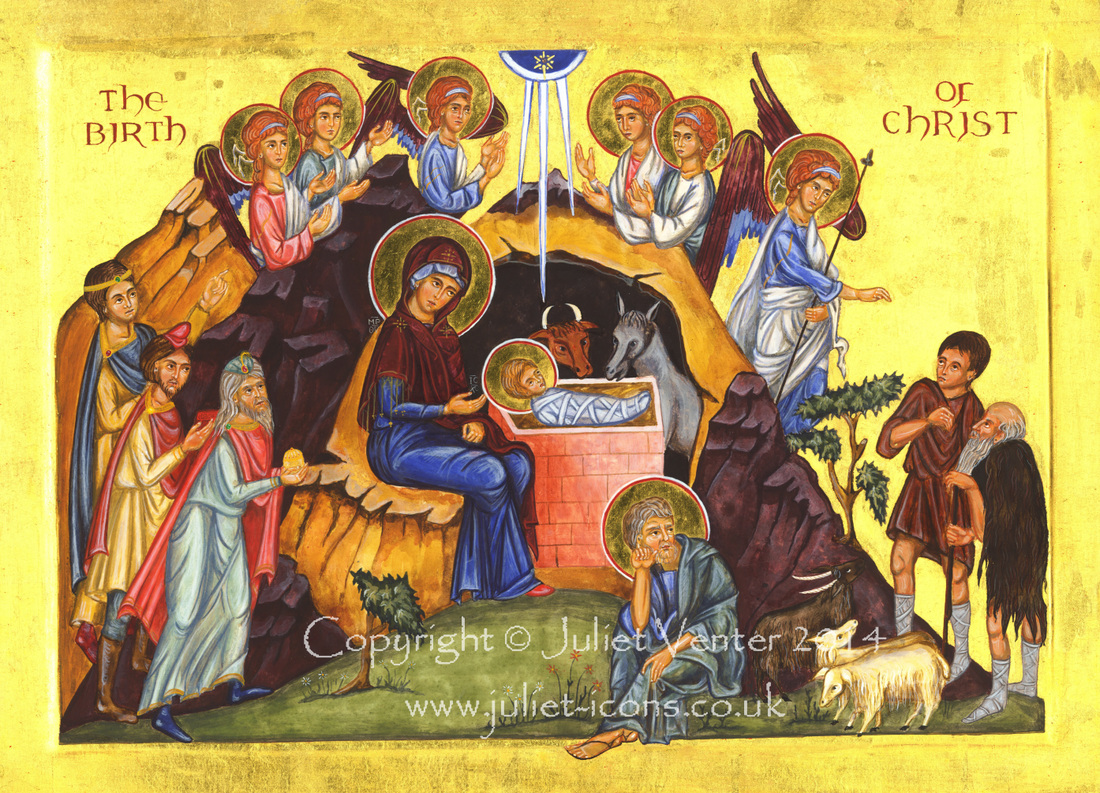 The
BIRTH
OF
CHRIST
Copyright © Juliet Venter 2014
www.juliet-icons.co.uk